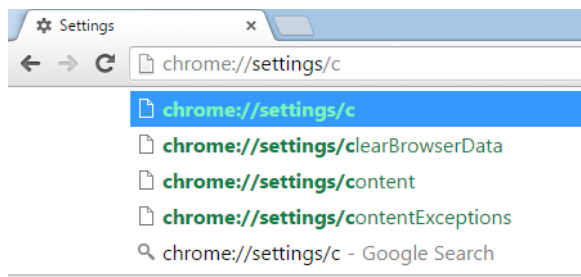 Settings
chrome://settings/c
chrome://settings/c
chrome://settings/clearBrowserData
chrome://settings/content
chrome://settings/contentExceptions
chrome://settings/c - Google Search